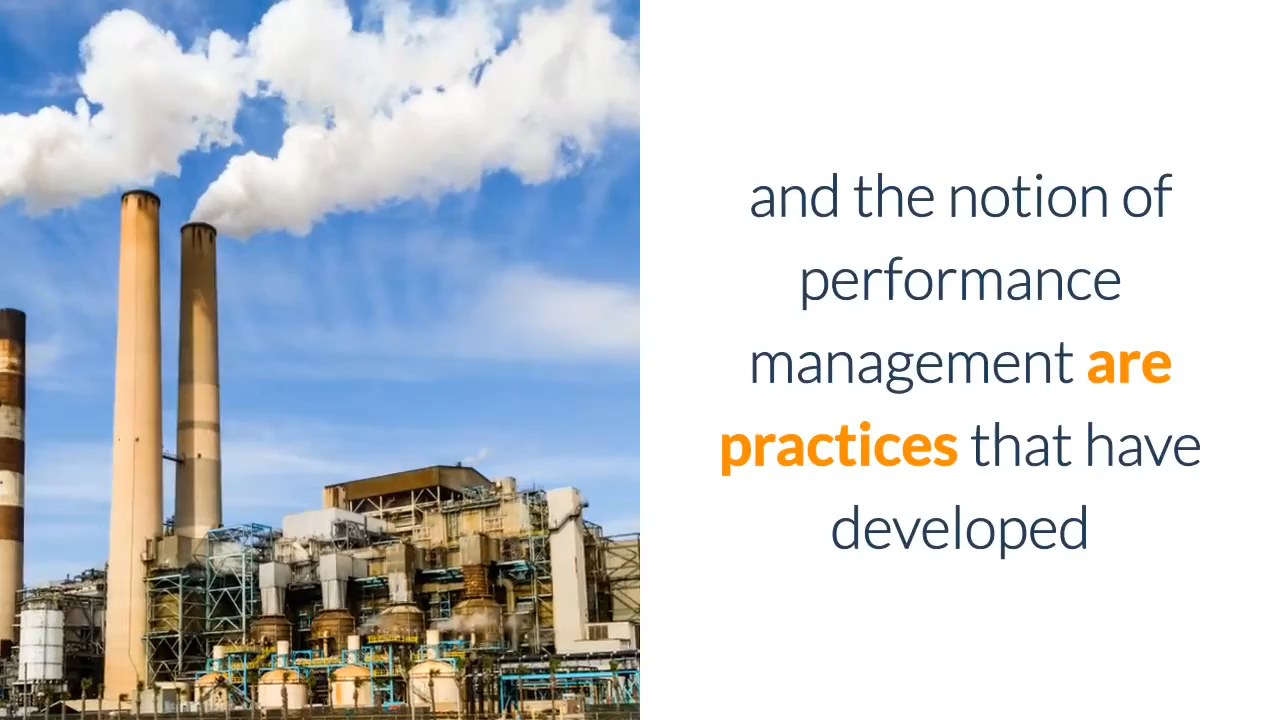 and the notion of
performance
management are
practices that have
developed